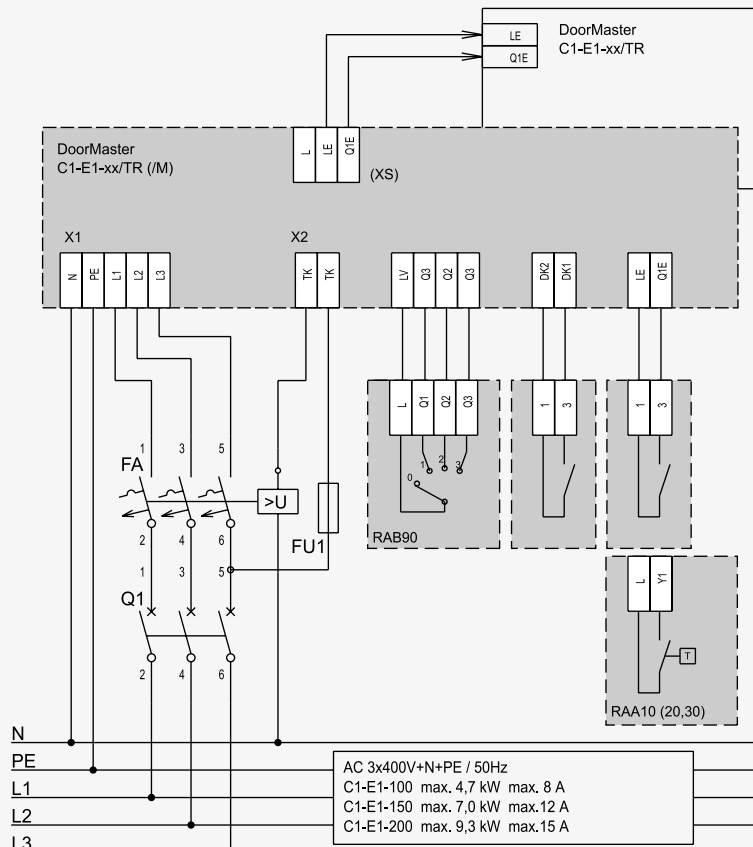 LE
Q1E
DoorMaster
C1-E1-xx/TR
DoorMaster
C1-E1-xx/TR (/M)
L
LE
Q1E
(XS)
X1
X2
N
PE
L1
L2
L3
TK
TK
LV
Q3
Q2
Q3
DK2
DK1
LE
Q1E
L
Q1
Q2
Q3
1
3
1
3
0
1
2
3
RAB90
1
3
5
FA
>U
FU1
2
4
6
1
3
5
Q1
2
4
6
L
Y1
T
RAA10 (20,30)
N
PE
L1
L2
L3
AC 3x400V+N+PE / 50Hz
C1-E1-100 max. 4,7 kW max. 8 A
C1-E1-150 max. 7,0 kW max.12 A
C1-E1-200 max. 9,3 kW max.15 A